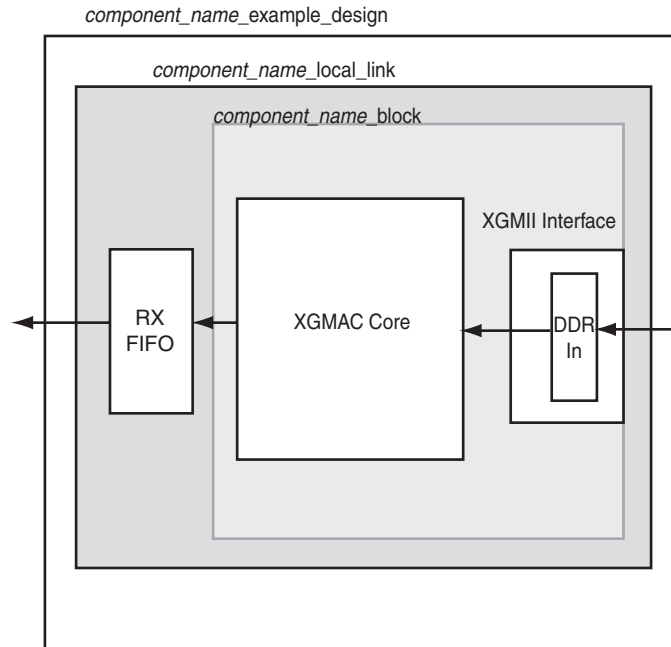 component_name_example_design
component_name_local_link
component_name_block
XGMII Interface
RX
FIFO
XGMAC Core
DDR
In